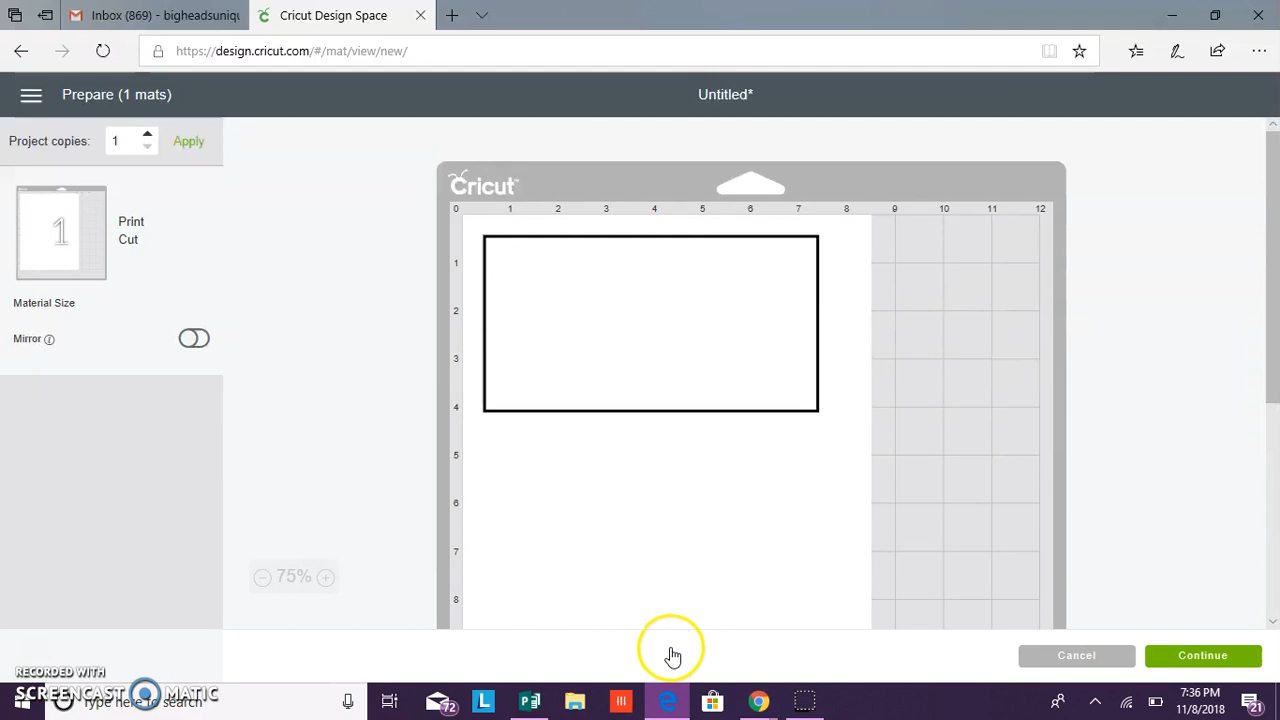 Inbox (869) - bigheadsuniqu
Cricut Design Space
https://design.cricut.com/#/mat/view/new/
Prepare (1 mats)
Untitled*
Project copies: 1 Apply
1
Print
Cut
Material Size
Mirror
Cricut
0 1 2 3 4 5 6 7 8 9 10 11 12
1
2
3
4
5
6
7
8
75%
Cancel
Continue
RECORDED WITH
SCREENCAST MATIC
Type here to search
72
L
P
e
7:36 PM
11/8/2018
21